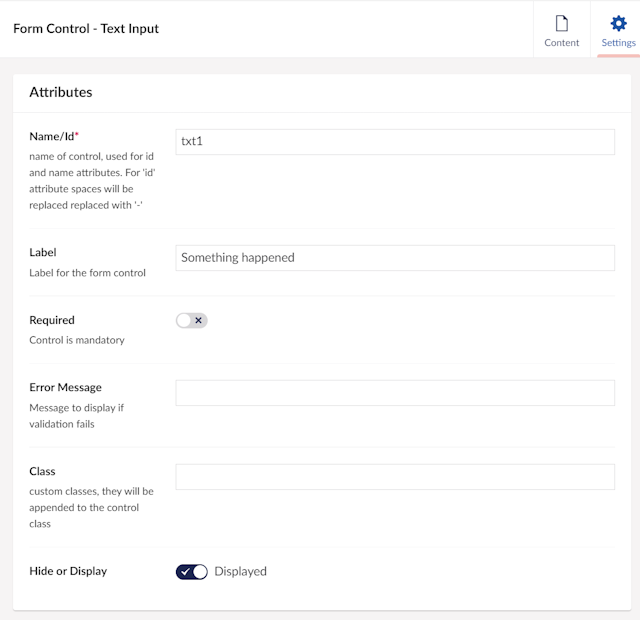 Form Control - Text Input
Content
Settings
Attributes
Name/Id*
name of control, used for id
and name attributes. For 'id'
attribute spaces will be
replaced replaced with '-'
txt1
Label
Label for the form control
Something happened
Required
Control is mandatory
Error Message
Message to display if
validation fails
Class
custom classes, they will be
appended to the control
class
Hide or Display
Displayed